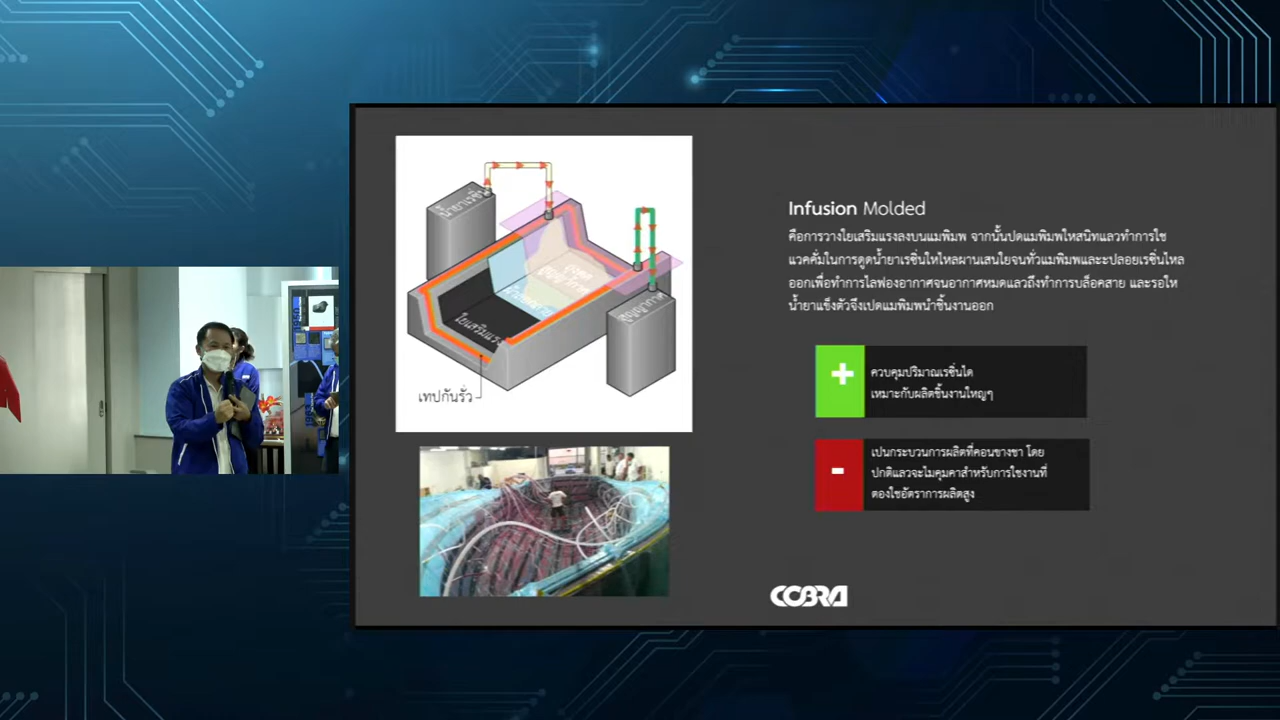 น้ำยาเรซิ่น
ใยเสริมแรง
เทปกันรั่ว
Infusion Molded
คือการวางใยเสริมแรงลงบนแมพิมพ จากนั้นปดแมพิมพใหสนิทแลวทำการใช
แวคคั่มในการดูดน้ำยาเรซิ่นใหไหลผานเสนใยจนทั่วแมพิมพและะปลอยเรซิ่นไหล
ออกเพื่อทำการไลฟองอากาศจนอากาศหมดแลวถึงทำการบล็อคสาย และรอให
น้ำยาแข็งตัวจึงเปดแมพิมพนำชิ้นงานออก
+
ควบคุมปริมาณเรซิ่นได
เหมาะกับผลิตชิ้นงานใหญๆ
-
เปนกระบวนการผลิตที่คอนขางชา โดย
ปกติแลวจะไมคุมคาสำหรับการใชงานที่
ตองใชอัตราการผลิตสูง
COBRA